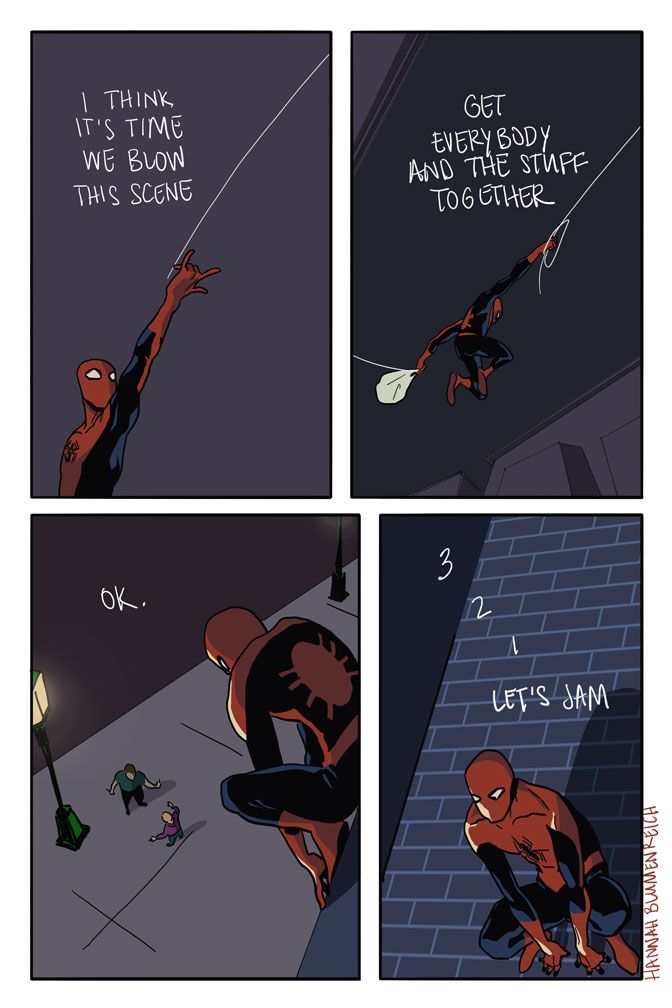 I THINK
IT'S TIME
WE BLOW
THIS SCENE
GET
EVERYBODY
AND THE STUFF
TOGETHER
OK.
3
2
1
LET'S JAM
HANNAH BLUMENREICH